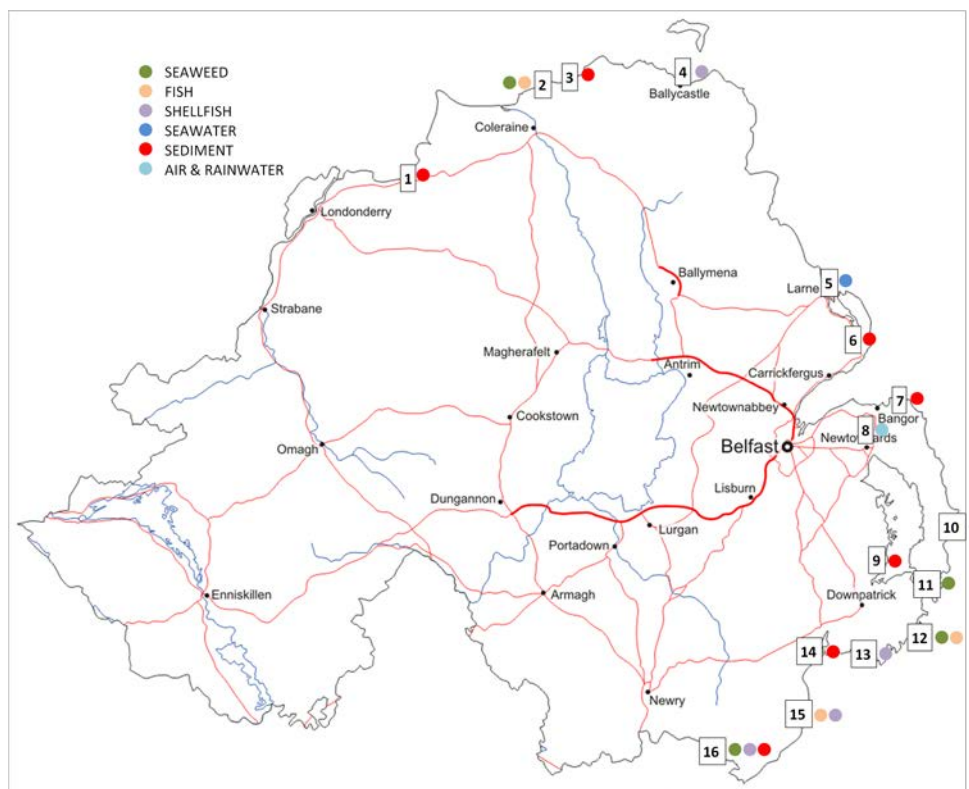 SEAWEED
FISH
SHELLFISH
SEAWATER
SEDIMENT
AIR & RAINWATER
4
3
2
Ballycastle
Coleraine
1
Londonderry
Ballymena
5
Larne
Strabane
6
Magherafelt
Antrim
Carrickfergus
7
Newtownabbey
Cookstown
Bangor
8
Omagh
Belfast
Newto rds
Lisburn
Dungannon
Lurgan
10
Portadown
9
11
Enniskillen
Armagh
Downpatrick
12
14
13
Newry
15
16